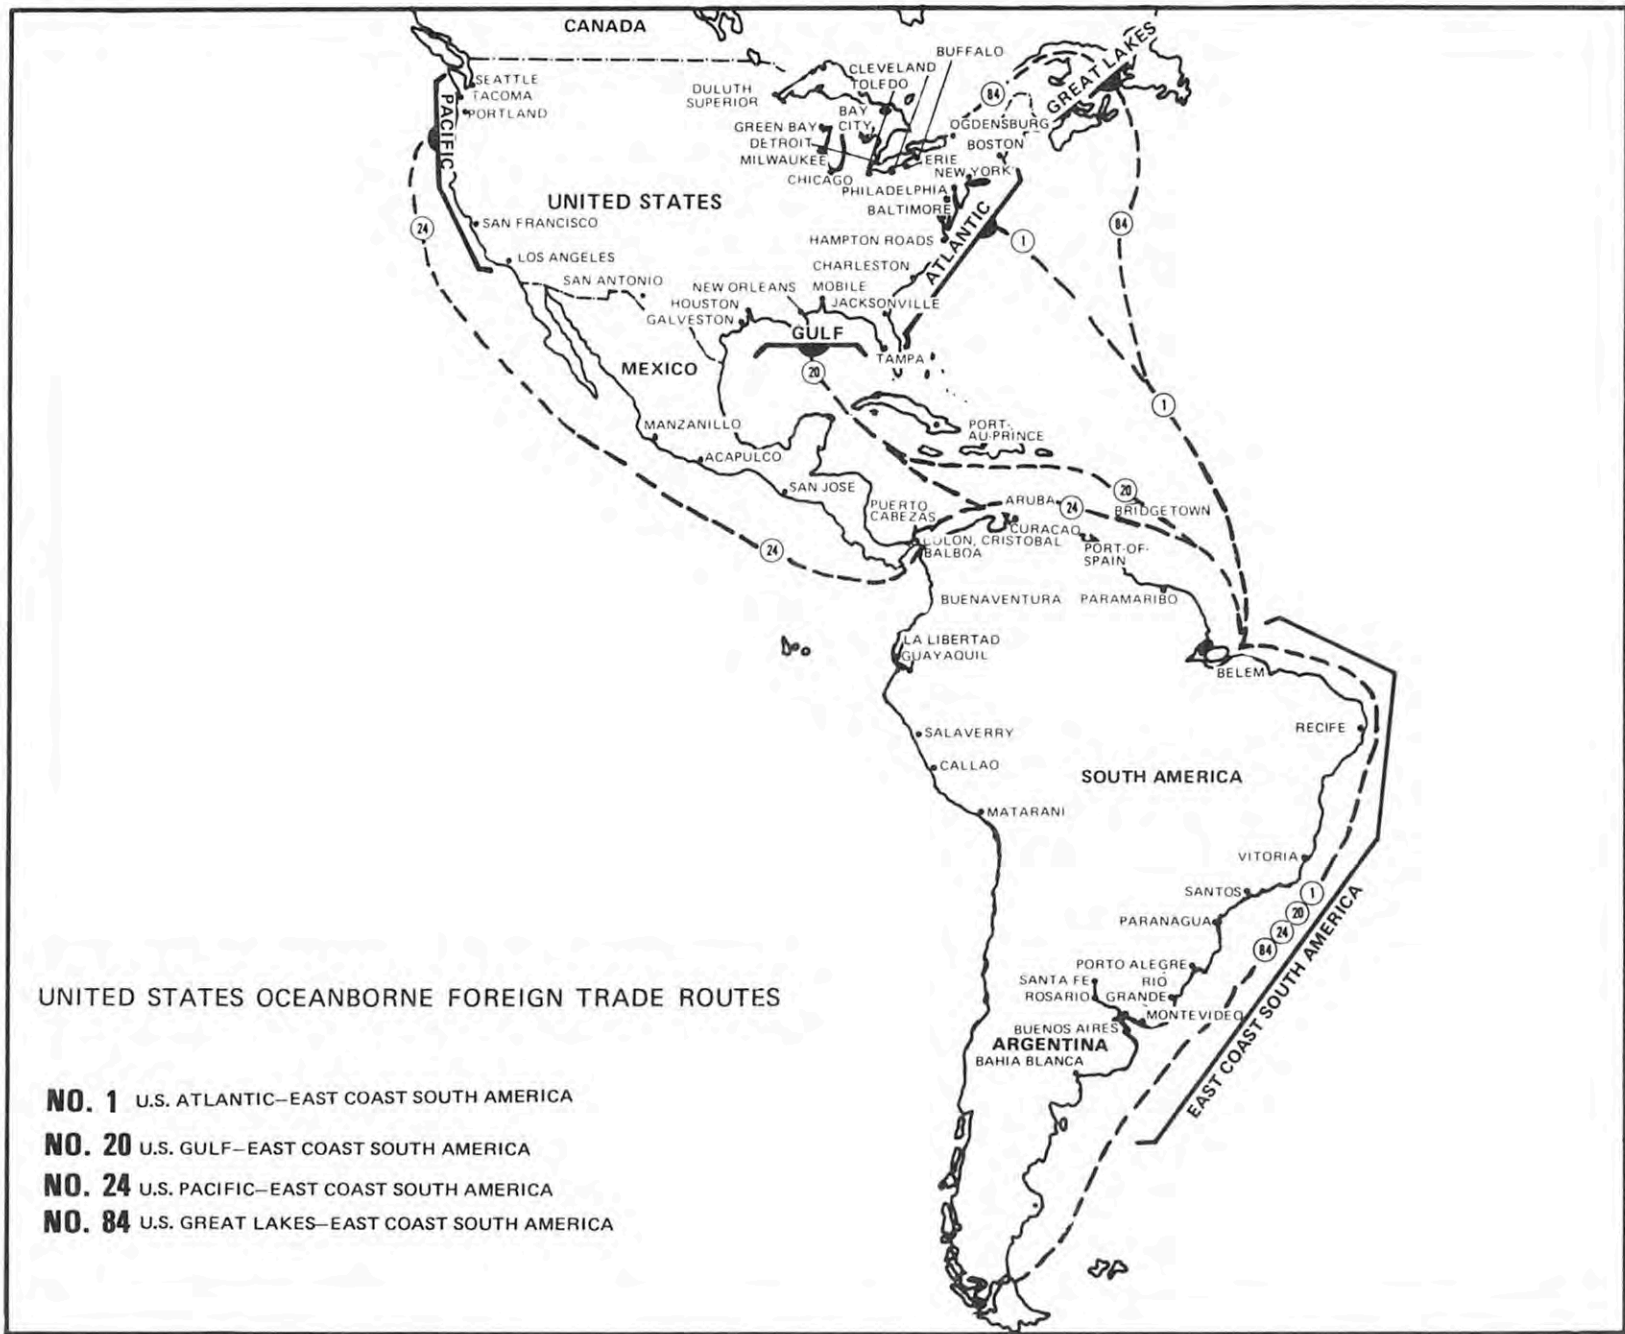 CANADA
BUFFALO
CLEVELAND
TOLEDO
DULUTH
SUPERIOR
84
GREAT LAKES
SEATTLE
TACOMA
PORTLAND
PACIFIC
BAY
CITY
GREEN BAY
DETROIT
MILWAUKEE
CHICAGO
OGDENSBURG
BOSTON
ERIE
NEW YORK
PHILADELPHIA
BALTIMORE
HAMPTON ROADS
ATLANTIC
UNITED STATES
24
SAN FRANCISCO
1
84
LOS ANGELES
CHARLESTON
SAN ANTONIO
NEW ORLEANS
MOBILE
HOUSTON
JACKSONVILLE
GALVESTON
GULF
TAMPA
MEXICO
20
1
MANZANILLO
PORT-
AU-PRINCE
ACAPULCO
SAN JOSE
20
PUERTO
CABEZAS
ARUBA
24
BRIDGETOWN
CURACAO
COLON, CRISTOBAL
BALBOA
24
PORT-OF-
SPAIN
BUENAVENTURA
PARAMARIBO
LA LIBERTAD
GUAYAQUIL
BELEM
RECIFE
SALAVERRY
CALLAO
SOUTH AMERICA
MATARANI
VITORIA
SANTOS
1
20
24
84
PARANAGUA
EAST COAST SOUTH AMERICA
PORTO ALEGRE
SANTA FE
RIO
ROSARIO
GRANDE
MONTEVIDEO
BUENOS AIRES
ARGENTINA
BAHIA BLANCA
UNITED STATES OCEANBORNE FOREIGN TRADE ROUTES
NO. 1 U.S. ATLANTIC–EAST COAST SOUTH AMERICA
NO. 20 U.S. GULF–EAST COAST SOUTH AMERICA
NO. 24 U.S. PACIFIC–EAST COAST SOUTH AMERICA
NO. 84 U.S. GREAT LAKES–EAST COAST SOUTH AMERICA